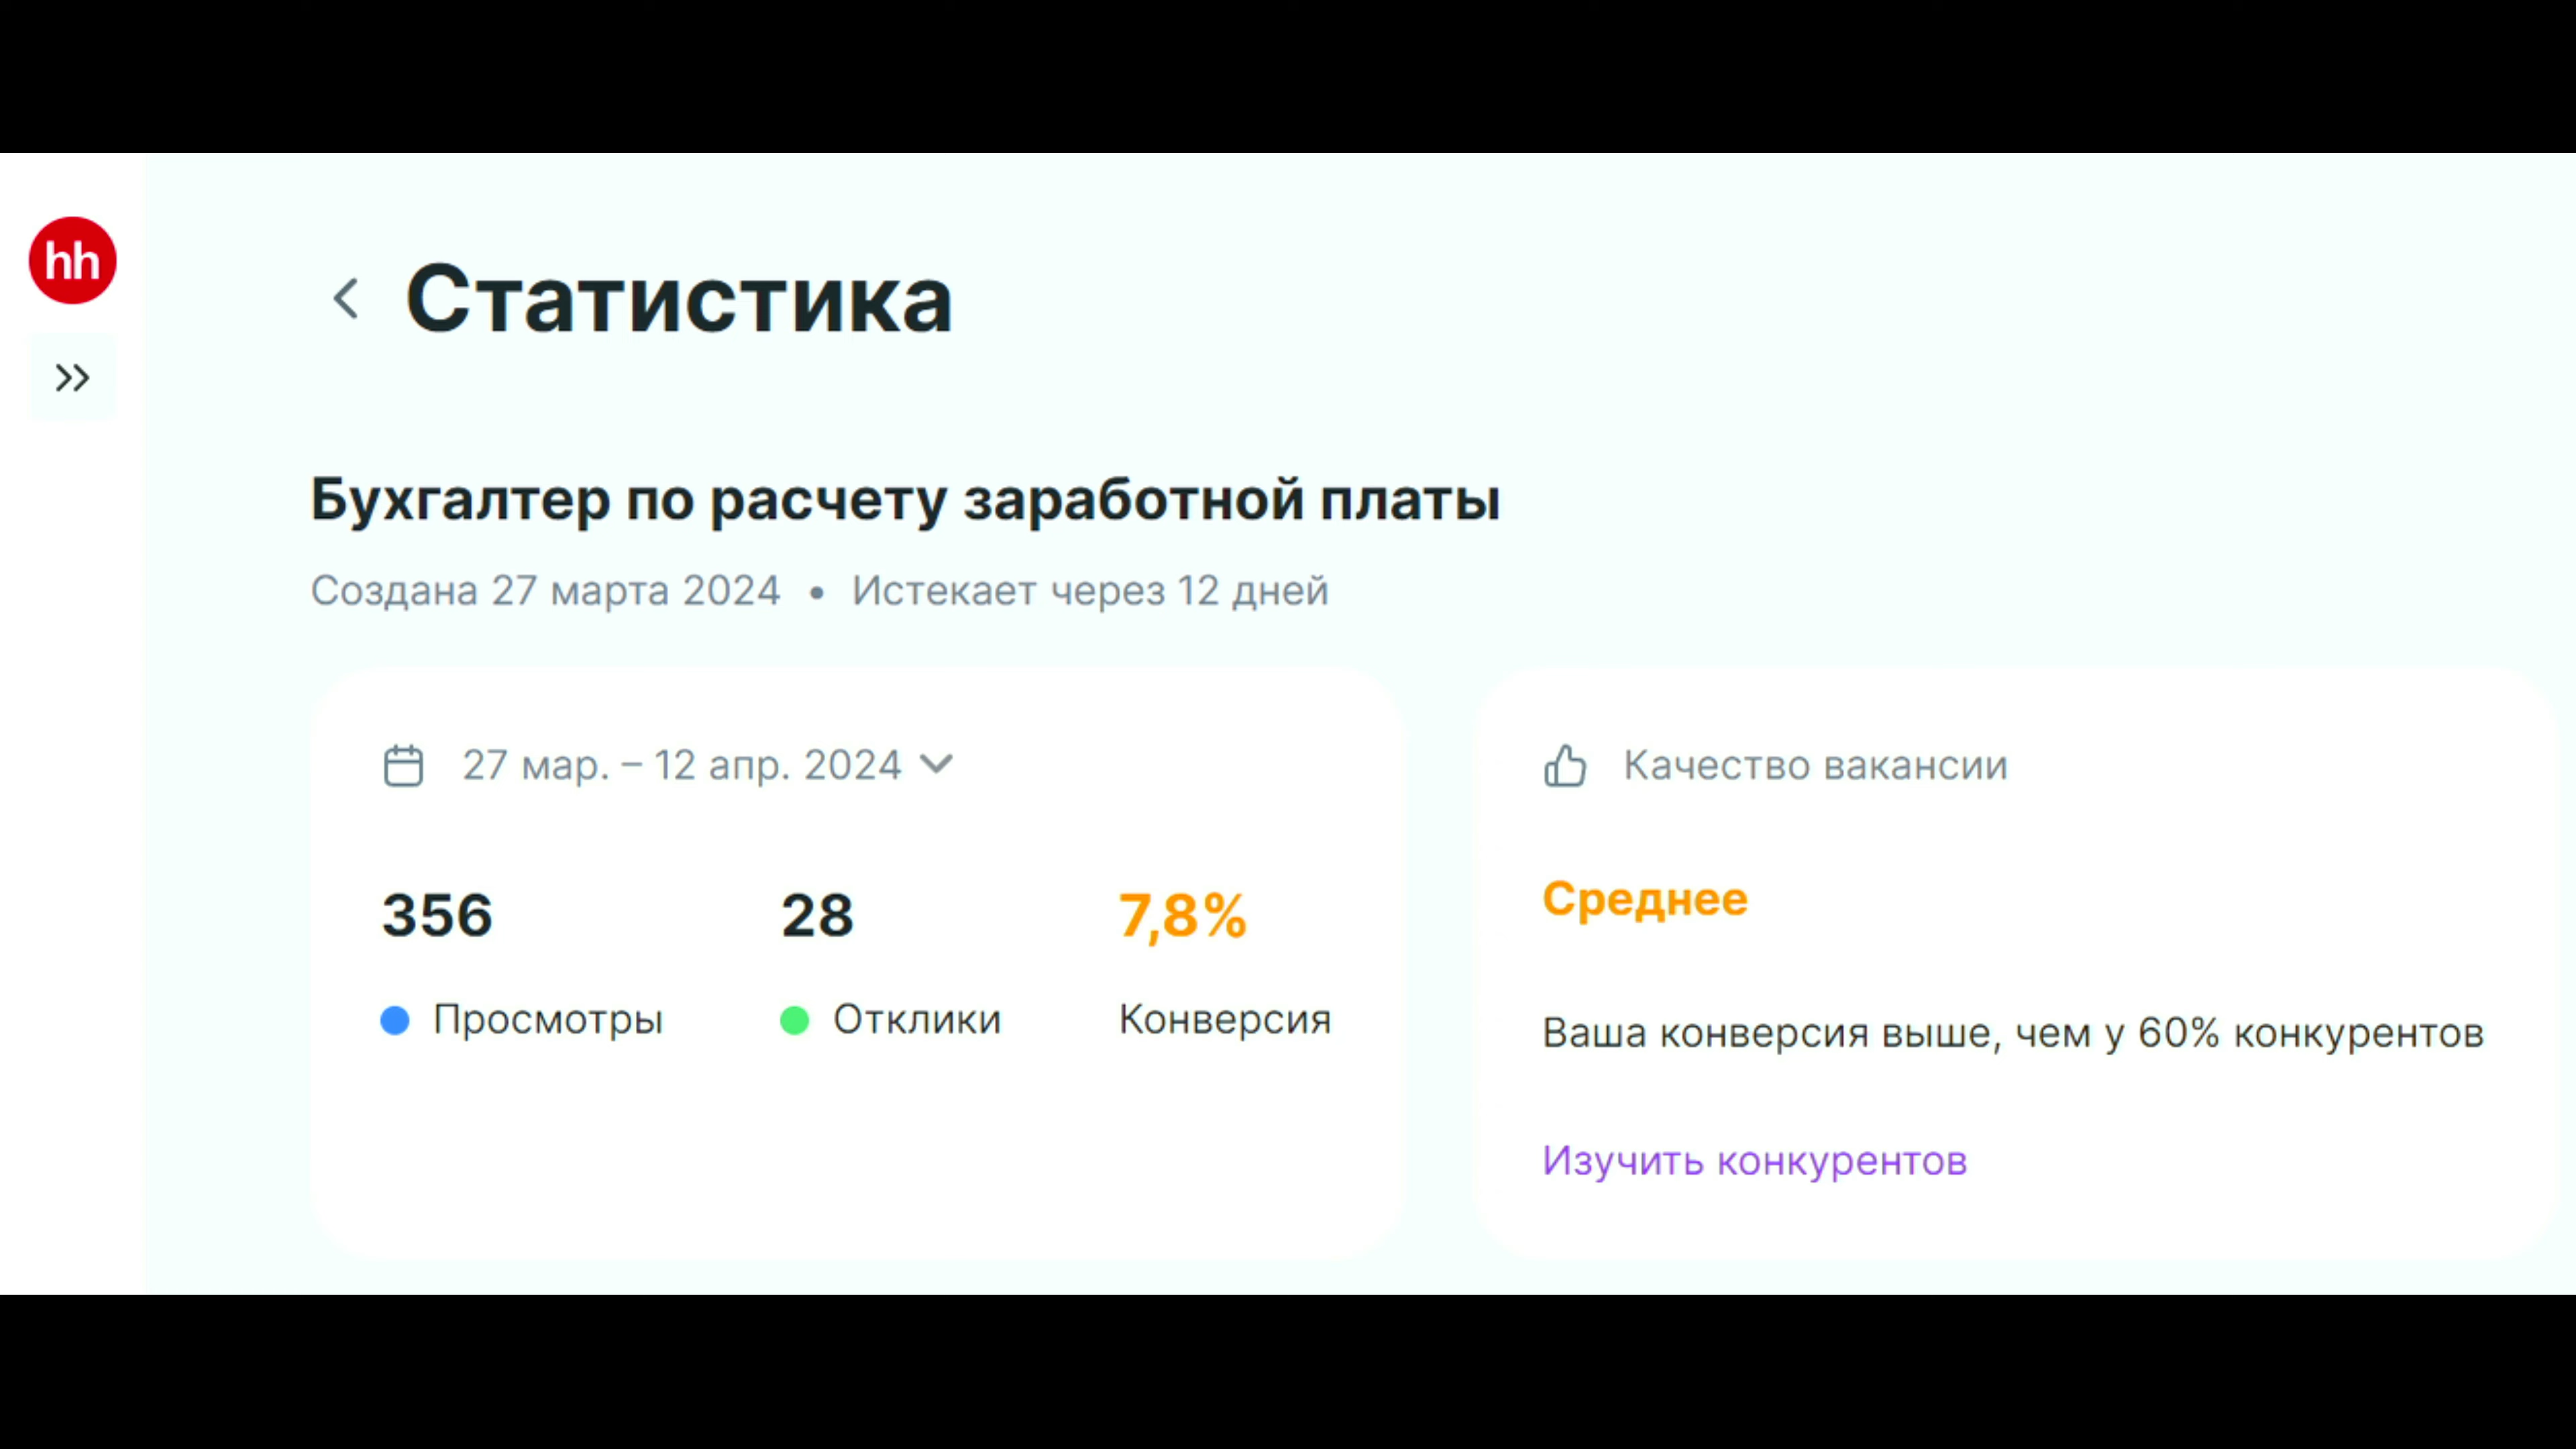 hh
Статистика
Бухгалтер по расчету заработной платы
Создана 27 марта 2024 • Истекает через 12 дней
27 мар. – 12 апр. 2024
356 28 7,8%
Просмотры Отклики Конверсия
Качество вакансии
Среднее
Ваша конверсия выше, чем у 60% конкурентов
Изучить конкурентов